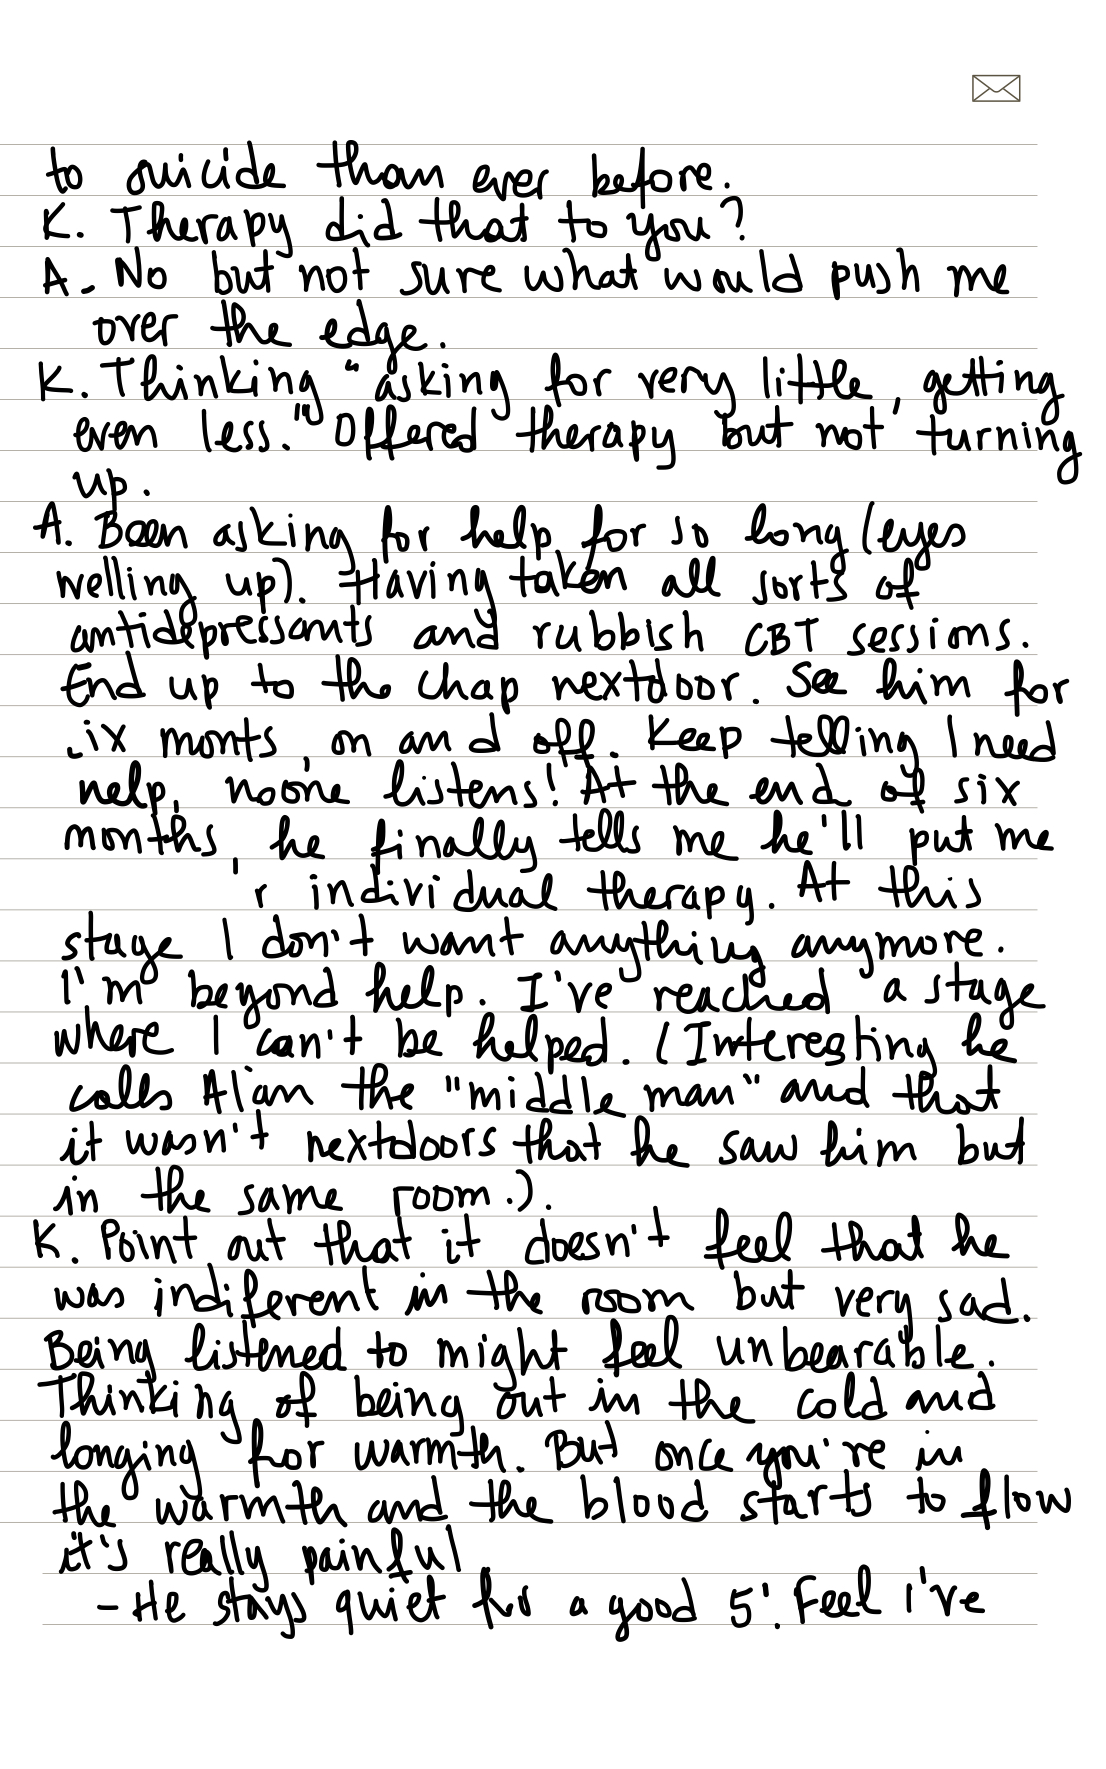 to suicide than ever before.
K. Therapy did that to you?
A. No but not sure what would push me
over the edge.
K. Thinking "asking for very little, getting
even less." Offered therapy but not turning
up.
A. Been asking for help for so long (eyes
welling up). Having taken all sorts of
antidepressants and rubbish CBT sessions.
End up to the chap nextdoor. See him for
six monts, on and off. Keep telling I need
help, noone listens! At the end of six
months, he finally tells me he'll put me
individual therapy. At this
stage I don't want anything anymore.
I'm beyond help. I've reached a stage
where I can't be helped. (Interesting he
calls Alan the "middle man" and that
it wasn't nextdoors that he saw him but
in the same room.).
K. Point out that it doesn't feel that he
was indiferent in the room but very sad.
Being listened to might feel unbearable.
Thinking of being out in the cold and
longing for warmth. But once you're in
the warmth and the blood starts to flow
it's really painful
- He stays quiet for a good 5'. Feel I've